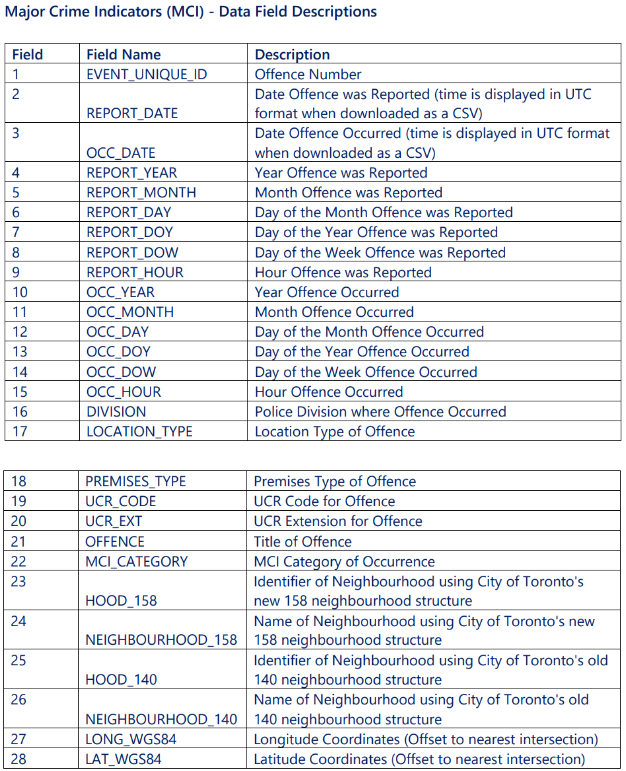 Major Crime Indicators (MCI) - Data Field Descriptions
Field Field Name Description
1 EVENT_UNIQUE_ID Offence Number
2 Date Offence was Reported (time is displayed in UTC
REPORT_DATE format when downloaded as a CSV)
3 Date Offence Occurred (time is displayed in UTC format
OCC_DATE when downloaded as a CSV)
4 REPORT_YEAR Year Offence was Reported
5 REPORT_MONTH Month Offence was Reported
6 REPORT_DAY Day of the Month Offence was Reported
7 REPORT_DOY Day of the Year Offence was Reported
8 REPORT_DOW Day of the Week Offence was Reported
9 REPORT_HOUR Hour Offence was Reported
10 OCC_YEAR Year Offence Occurred
11 OCC_MONTH Month Offence Occurred
12 OCC_DAY Day of the Month Offence Occurred
13 OCC_DOY Day of the Year Offence Occurred
14 OCC_DOW Day of the Week Offence Occurred
15 OCC_HOUR Hour Offence Occurred
16 DIVISION Police Division where Offence Occurred
17 LOCATION_TYPE Location Type of Offence
18 PREMISES_TYPE Premises Type of Offence
19 UCR_CODE UCR Code for Offence
20 UCR_EXT UCR Extension for Offence
21 OFFENCE Title of Offence
22 MCI_CATEGORY MCI Category of Occurrence
23 Identifier of Neighbourhood using City of Toronto's
HOOD_158 new 158 neighbourhood structure
24 Name of Neighbourhood using City of Toronto's new
NEIGHBOURHOOD_158 158 neighbourhood structure
25 Identifier of Neighbourhood using City of Toronto's old
HOOD_140 140 neighbourhood structure
26 Name of Neighbourhood using City of Toronto's old
NEIGHBOURHOOD_140 140 neighbourhood structure
27 LONG_WGS84 Longitude Coordinates (Offset to nearest intersection)
28 LAT_WGS84 Latitude Coordinates (Offset to nearest intersection)